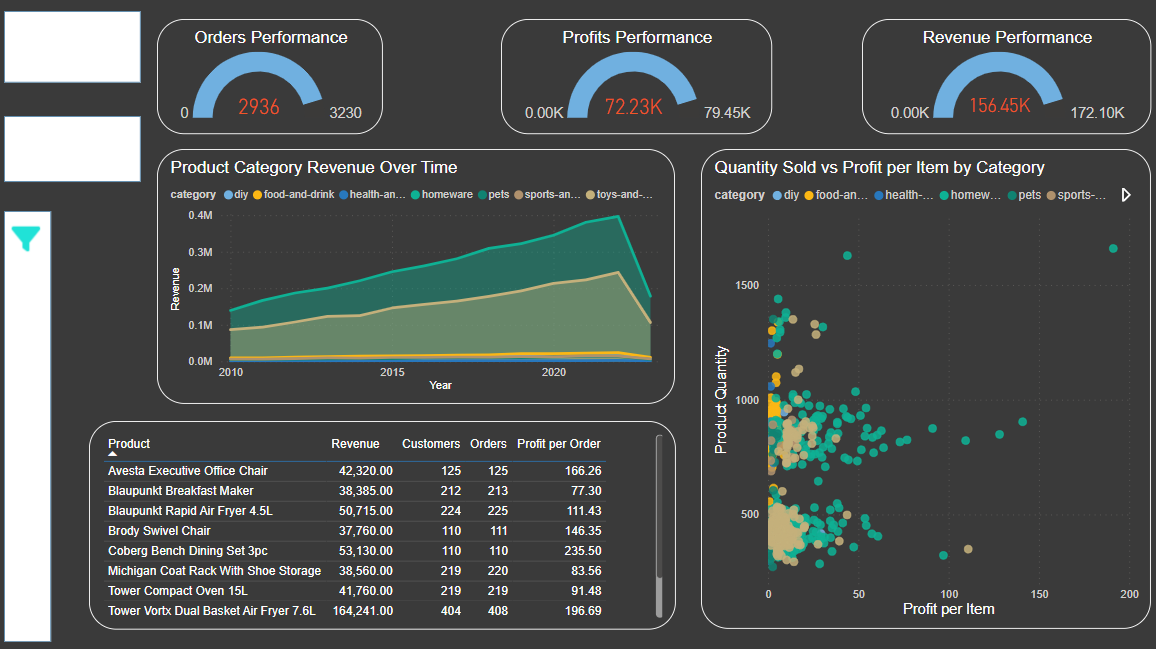 Orders Performance
2936
0
3230
Profits Performance
72.23K
0.00K
79.45K
Revenue Performance
156.45K
0.00K
172.10K
Product Category Revenue Over Time
category diy food-and-drink health-an... homeware pets sports-an... toys-and-...
0.4M
0.3M
0.2M
0.1M
0.0M
Revenue
2010 2015 2020
Year
Quantity Sold vs Profit per Item by Category
category diy food-an... health-... homew... pets sports-...
1500
1000
500
Product Quantity
0 50 100 150 200
Profit per Item
Product Revenue Customers Orders Profit per Order
Avesta Executive Office Chair 42,320.00 125 125 166.26
Blaupunkt Breakfast Maker 38,385.00 212 213 77.30
Blaupunkt Rapid Air Fryer 4.5L 50,715.00 224 225 111.43
Brody Swivel Chair 37,760.00 110 111 146.35
Coberg Bench Dining Set 3pc 53,130.00 110 110 235.50
Michigan Coat Rack With Shoe Storage 38,560.00 219 220 83.56
Tower Compact Oven 15L 41,760.00 219 219 91.48
Tower Vortx Dual Basket Air Fryer 7.6L 164,241.00 404 408 196.69